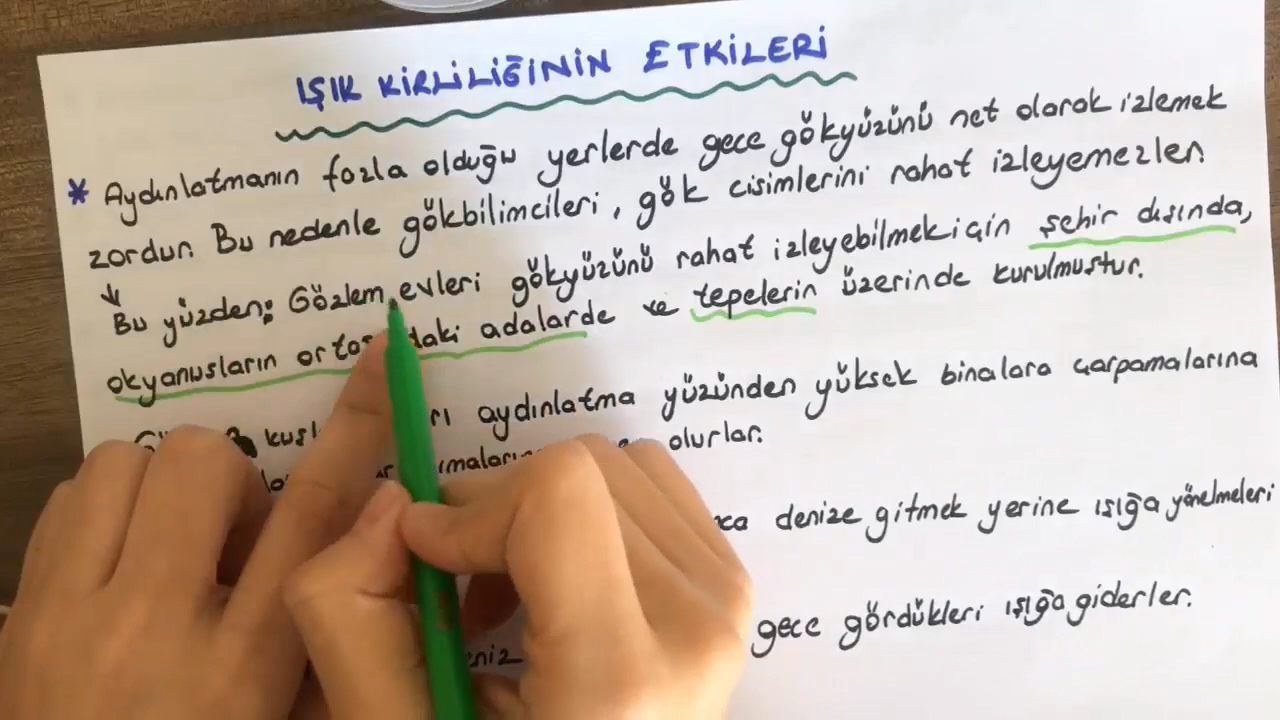 IŞIK KİRLİLİĞİNİN ETKİLERİ
* Aydınlatmanın fazla olduğu yerlerde gece gökyüzünü net olarak izlemek
zordur. Bu nedenle gökbilimcileri, gök cisimlerini rahat izleyemezler.
Bu yüzden; Gözlem evleri gökyüzünü rahat izleyebilmek için şehir dışında,
okyanusların adalarde ve tepelerin üzerinde kurulmuştur.
aydınlatma yüzünden yüksek binalara çarpamalarına
olurlar.
denize gitmek yerine ışığa yönelmeleri
gece gördükleri ışığa giderler.